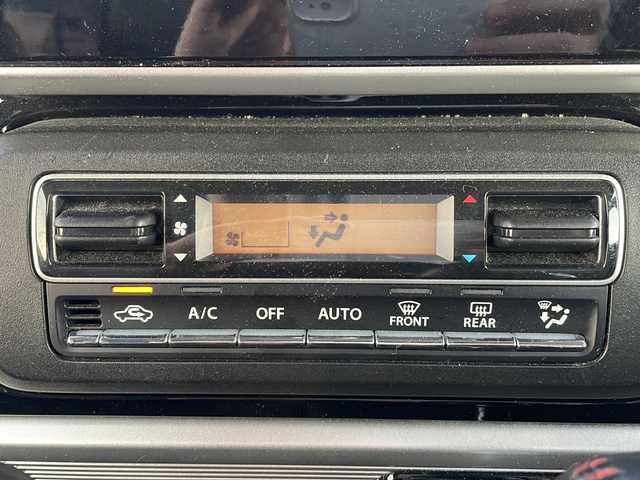 A/C OFF AUTO FRONT REAR